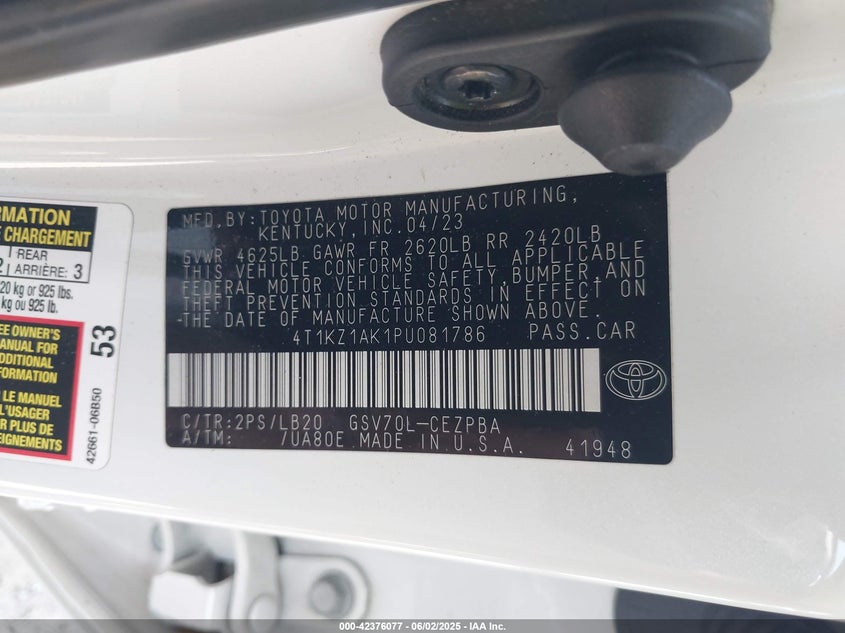 RMATION
E CHARGEMENT
REAR
ARRIÈRE: 3
20 kg or 925 lbs.
kg ou 925 lb.
EE OWNER'S
MANUAL FOR
ADDITIONAL
FORMATION
LE MANUEL
L'USAGER
R PLUS DE
53
42661-06B50
MFD.BY:TOYOTA MOTOR MANUFACTURING,
KENTUCKY,INC.04/23
GVWR 4625LB GAWR FR 2620LB RR 2420LB
THIS VEHICLE CONFORMS TO ALL APPLICABLE
FEDERAL MOTOR VEHICLE SAFETY,BUMPER,AND
THEFT PREVENTION STANDARDS IN EFFECT ON
THE DATE OF MANUFACTURE SHOWN ABOVE.
4T1KZ1AK1PU081786 PASS.CAR
C/TR:2PS/LB20 GSV70L-CEZPBA
A/TM: /UA80E MADE IN U.S.A. 41948
000-42376077 - 06/02/2025 - IAA Inc.